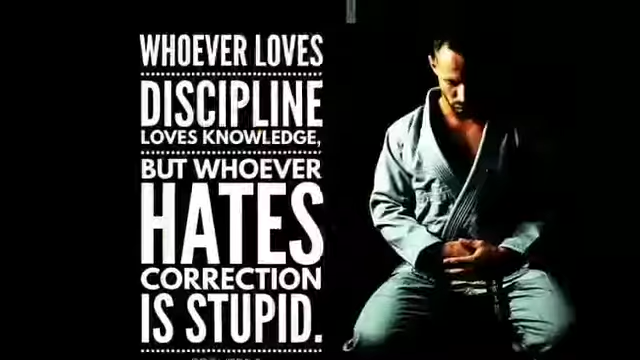 WHOEVER LOVES
DISCIPLINE
LOVES KNOWLEDGE,
BUT WHOEVER
HATES
CORRECTION
IS STUPID.